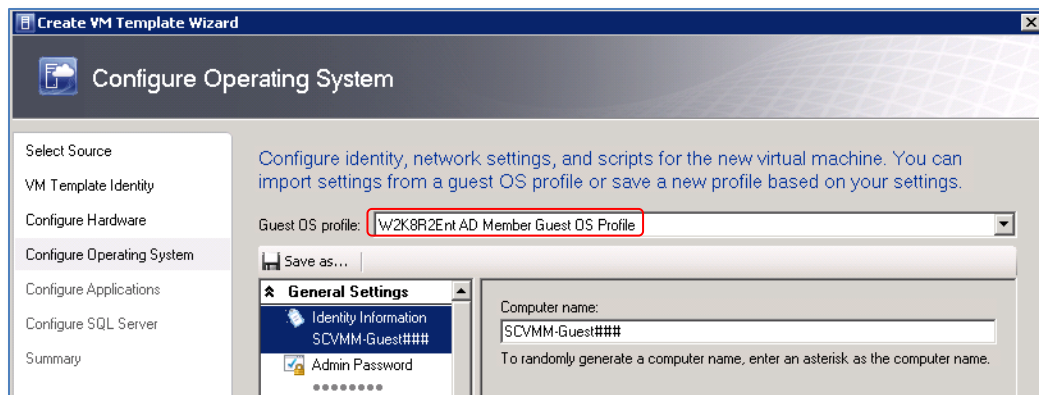 Create VM Template Wizard
Configure Operating System
Select Source
VM Template Identity
Configure Hardware
Configure Operating System
Configure Applications
Configure SQL Server
Summary
Configure identity, network settings, and scripts for the new virtual machine. You can
import settings from a guest OS profile or save a new profile based on your settings.
Guest OS profile: W2K8R2Ent AD Member Guest OS Profile
Save as...
General Settings
Identity Information
SCVMM-Guest###
Admin Password
Computer name:
SCVMM-Guest###
To randomly generate a computer name, enter an asterisk as the computer name.